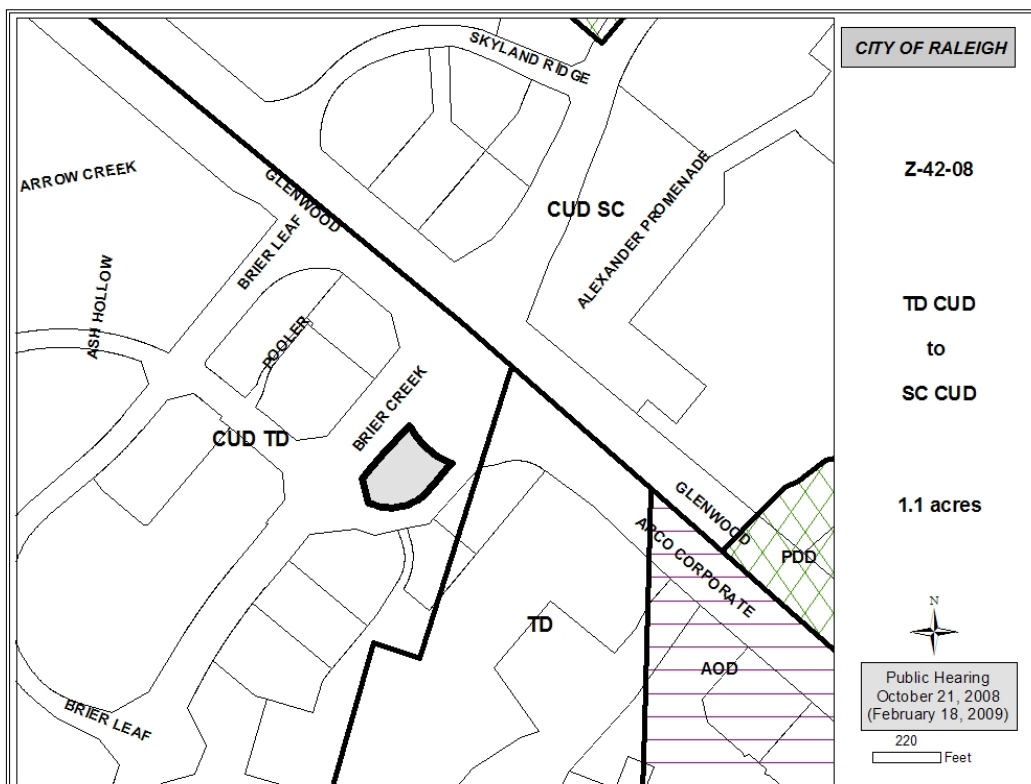 SKYLAND RIDGE
ARROW CREEK
GLENWOOD
BRIER LEAF
CUD SC
ALEXANDER PROMENADE
ASH HOLLOW
POOLER
BRIER CREEK
CUD TD
GLENWOOD
ARCO CORPORATE
PDD
TD
AOD
BRIER LEAF
CITY OF RALEIGH
Z-42-08
TD CUD
to
SC CUD
1.1 acres
N
Public Hearing
October 21, 2008
(February 18, 2009)
220
Feet